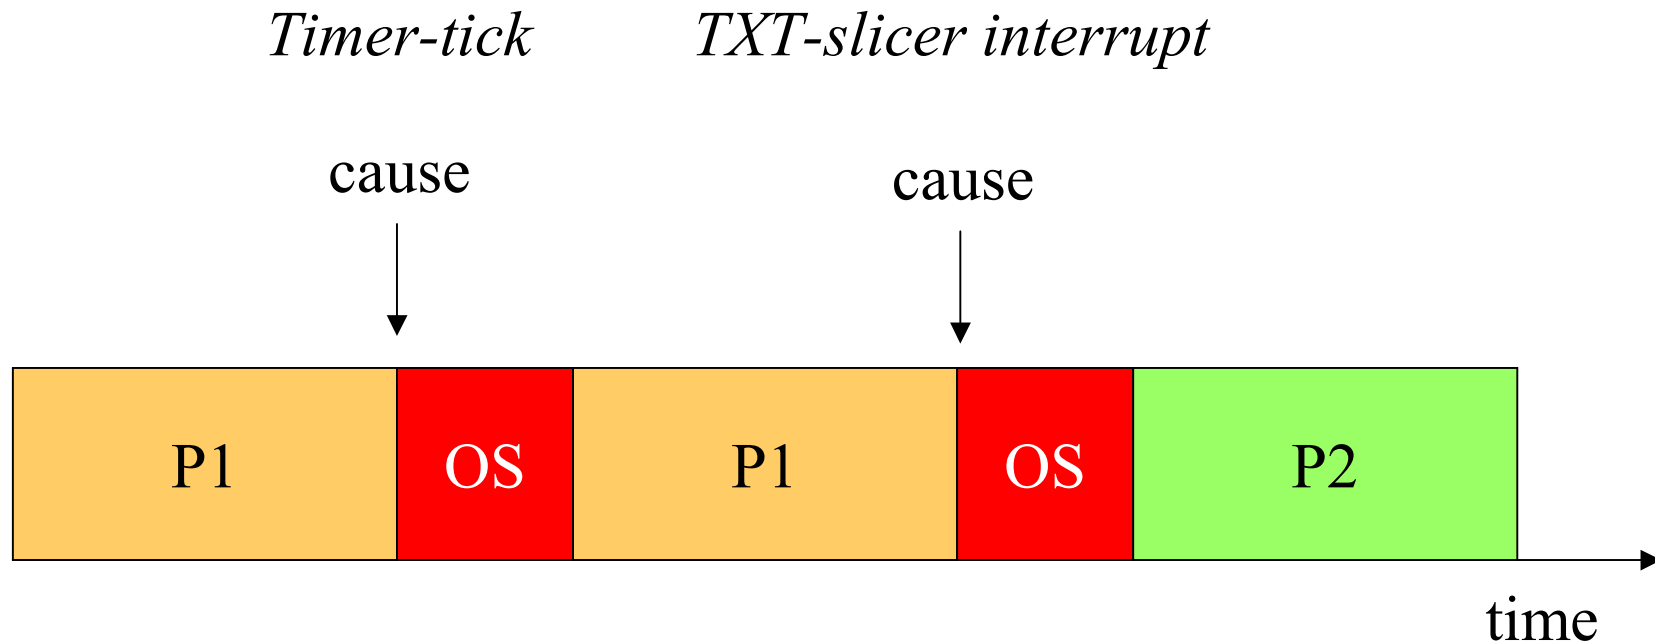 Timer-tick
TXT-slicer interrupt
cause
cause
P1
OS
P1
OS
P2
time